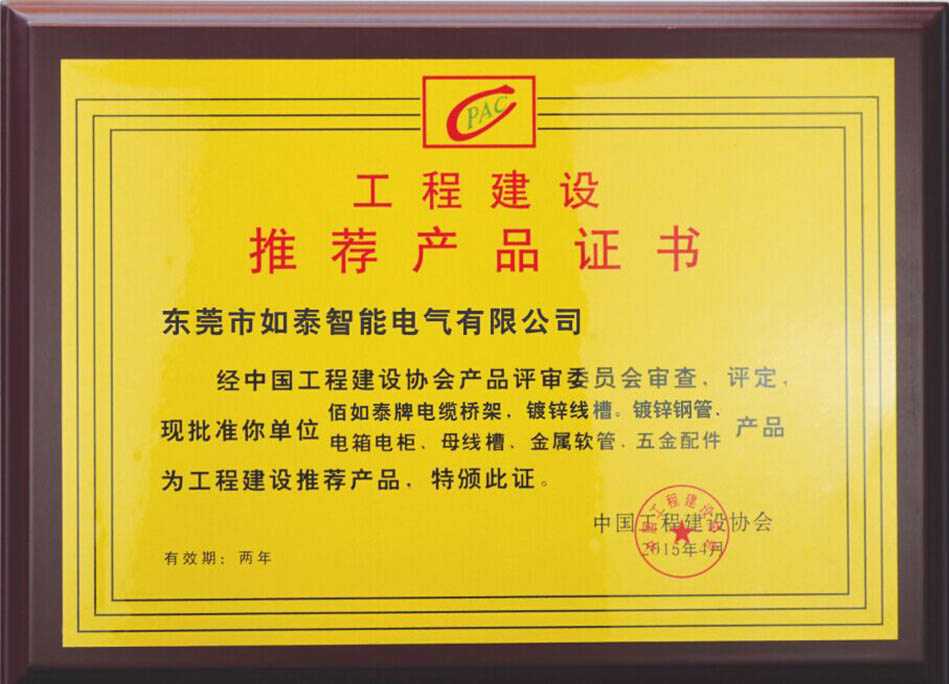 CPAC
工程建设
推荐产品证书
东莞市如泰智能电气有限公司
经中国工程建设协会产品评审委员会审查，评定，
现批准你单位 佰如泰牌电缆桥架，镀锌线槽。镀锌钢管、
电箱电柜、母线槽、金属软管、五金配件 产品
为工程建设推荐产品，特颁此证。
中国工程建设协会
2015年4月
有效期：两年